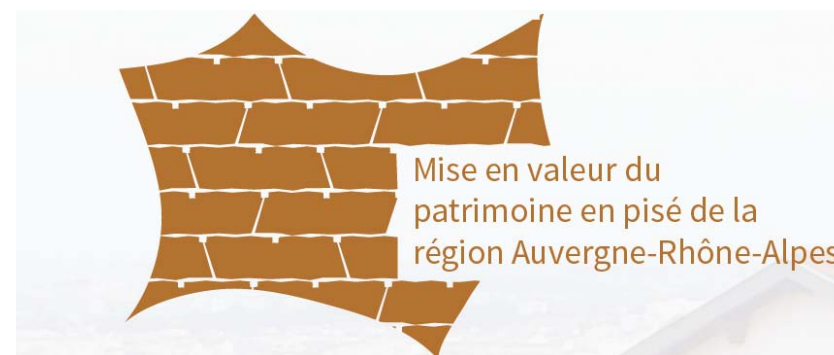 Mise en valeur du
patrimoine en pisé de la
région Auvergne-Rhône-Alpes